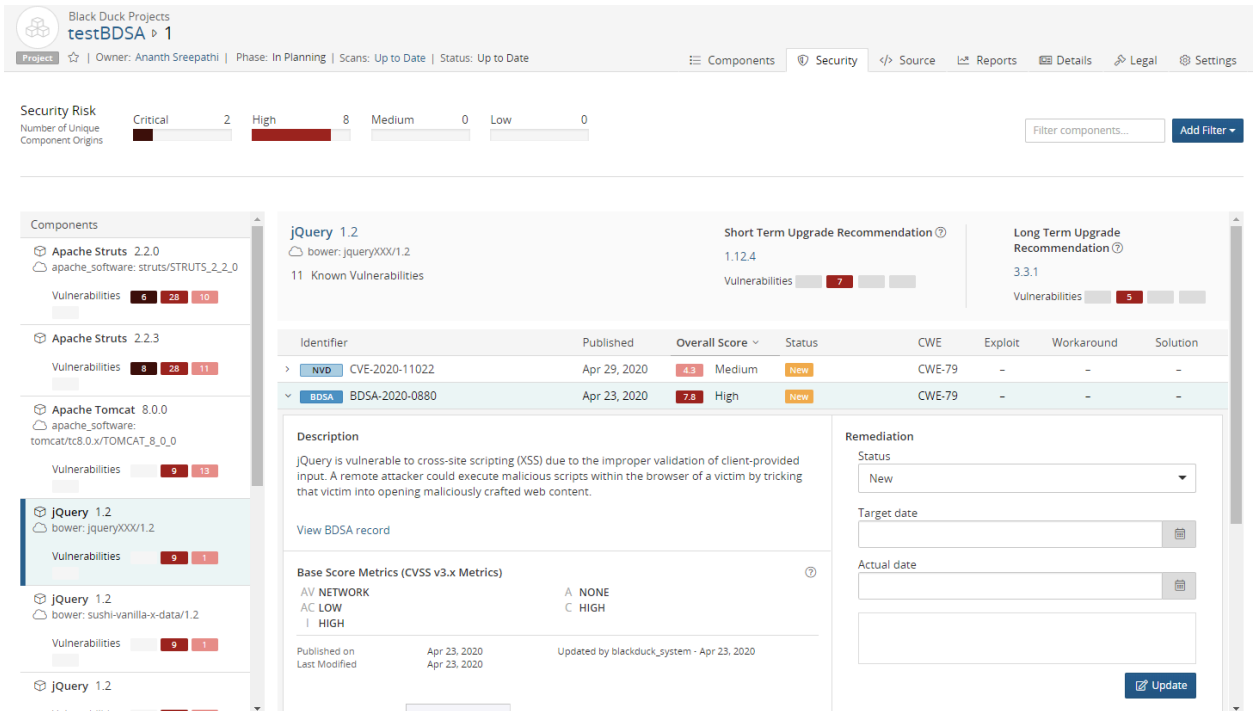 Black Duck Projects
testBDSA ▹ 1
Project ☆ | Owner: Ananth Sreepathi | Phase: In Planning | Scans: Up to Date | Status: Up to Date
Components Security </> Source Reports Details Legal Settings
Security Risk
Number of Unique
Component Origins
Critical 2 High 8 Medium 0 Low 0
Filter components... Add Filter
Components
Apache Struts 2.2.0
apache_software: struts/STRUTS_2_2_0
Vulnerabilities 6 28 10
Apache Struts 2.2.3
Vulnerabilities 8 28 11
Apache Tomcat 8.0.0
apache_software:
tomcat/tc8.0.x/TOMCAT_8_0_0
Vulnerabilities 9 13
jQuery 1.2
bower: jqueryXXX/1.2
Vulnerabilities 9 1
jQuery 1.2
bower: sushi-vanilla-x-data/1.2
Vulnerabilities 9 1
jQuery 1.2
jQuery 1.2
bower: jqueryXXX/1.2
11 Known Vulnerabilities
Short Term Upgrade Recommendation ?
1.12.4
Vulnerabilities 7
Long Term Upgrade
Recommendation ?
3.3.1
Vulnerabilities 5
Identifier Published Overall Score Status CWE Exploit Workaround Solution
> NVD CVE-2020-11022 Apr 29, 2020 4.3 Medium New CWE-79 – – –
BDSA BDSA-2020-0880 Apr 23, 2020 7.8 High New CWE-79 – – –
Description
jQuery is vulnerable to cross-site scripting (XSS) due to the improper validation of client-provided
input. A remote attacker could execute malicious scripts within the browser of a victim by tricking
that victim into opening maliciously crafted web content.
View BDSA record
Base Score Metrics (CVSS v3.x Metrics) ?
AV NETWORK A NONE
AC LOW C HIGH
I HIGH
Published on Apr 23, 2020 Updated by blackduck_system - Apr 23, 2020
Last Modified Apr 23, 2020
Remediation
Status
New
Target date
Actual date
Update